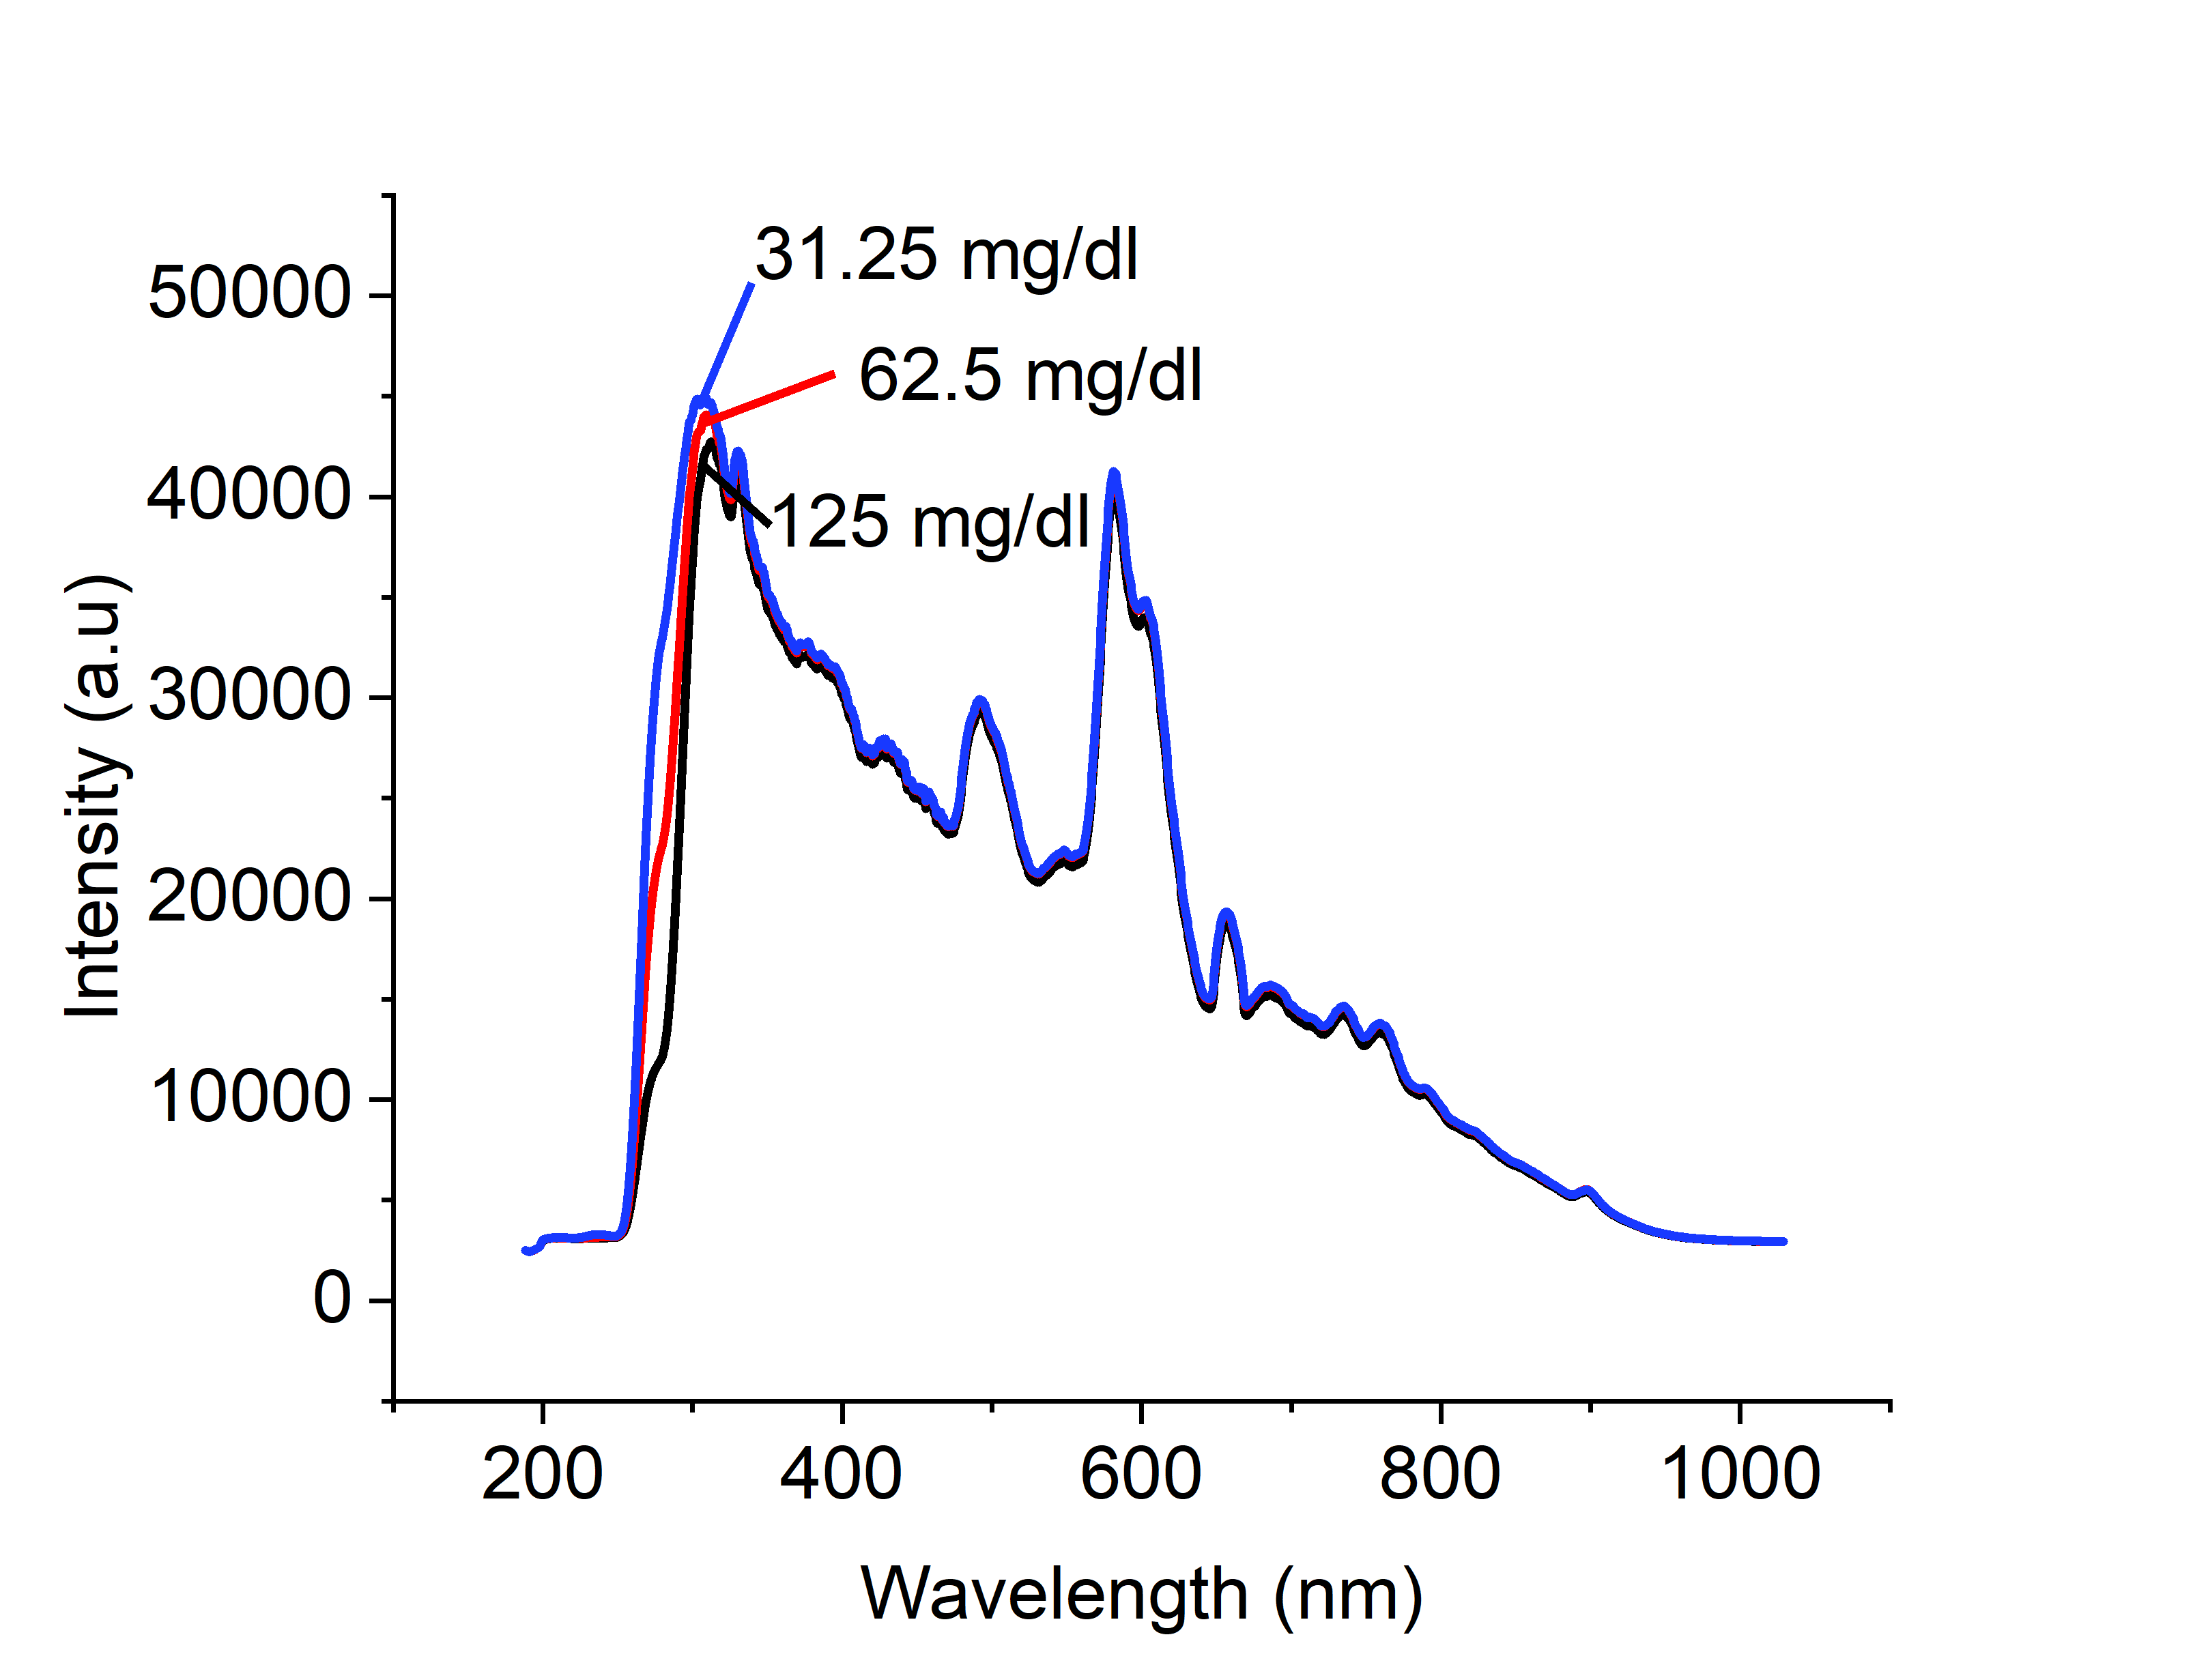 31.25 mg/dl
50000
62.5 mg/dl
40000
125 mg/dl
Intensity (a.u)
30000
20000
10000
0
200 400 600 800 1000
Wavelength (nm)